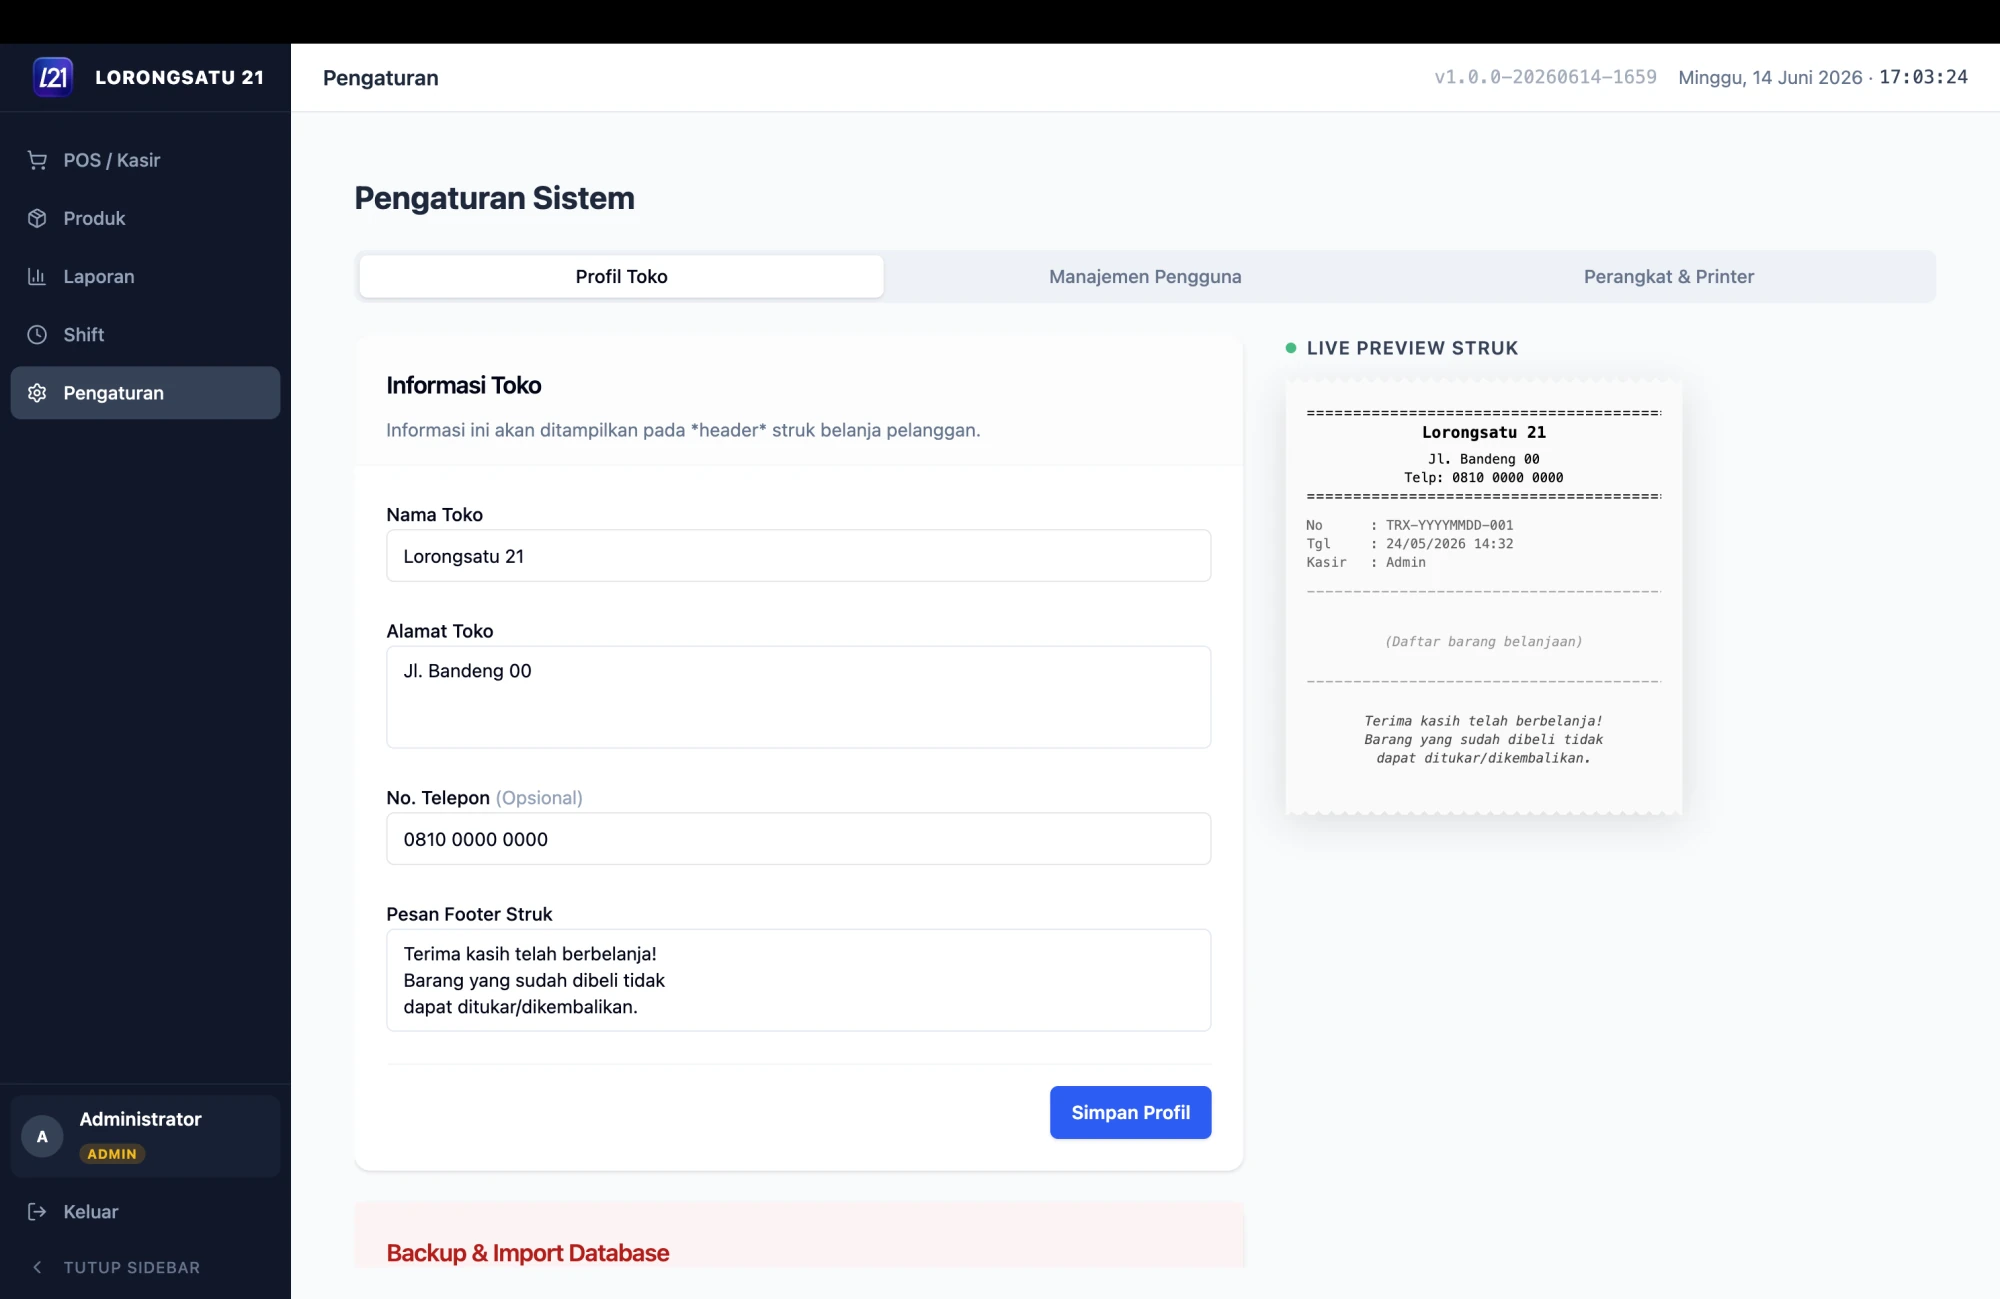 l21 LORONGSATU 21
POS / Kasir
Produk
Laporan
Shift
Pengaturan
Administrator
A
ADMIN
Keluar
TUTUP SIDEBAR
Pengaturan
v1.0.0-20260614-1659 Minggu, 14 Juni 2026 · 17:03:24
Pengaturan Sistem
Profil Toko Manajemen Pengguna Perangkat & Printer
Informasi Toko
Informasi ini akan ditampilkan pada *header* struk belanja pelanggan.
Nama Toko
Lorongsatu 21
Alamat Toko
Jl. Bandeng 00
No. Telepon (Opsional)
0810 0000 0000
Pesan Footer Struk
Terima kasih telah berbelanja!
Barang yang sudah dibeli tidak
dapat ditukar/dikembalikan.
Simpan Profil
Backup & Import Database
LIVE PREVIEW STRUK
Lorongsatu 21
Jl. Bandeng 00
Telp: 0810 0000 0000
No : TRX-YYYYMMDD-001
Tgl : 24/05/2026 14:32
Kasir : Admin
(Daftar barang belanjaan)
Terima kasih telah berbelanja!
Barang yang sudah dibeli tidak
dapat ditukar/dikembalikan.